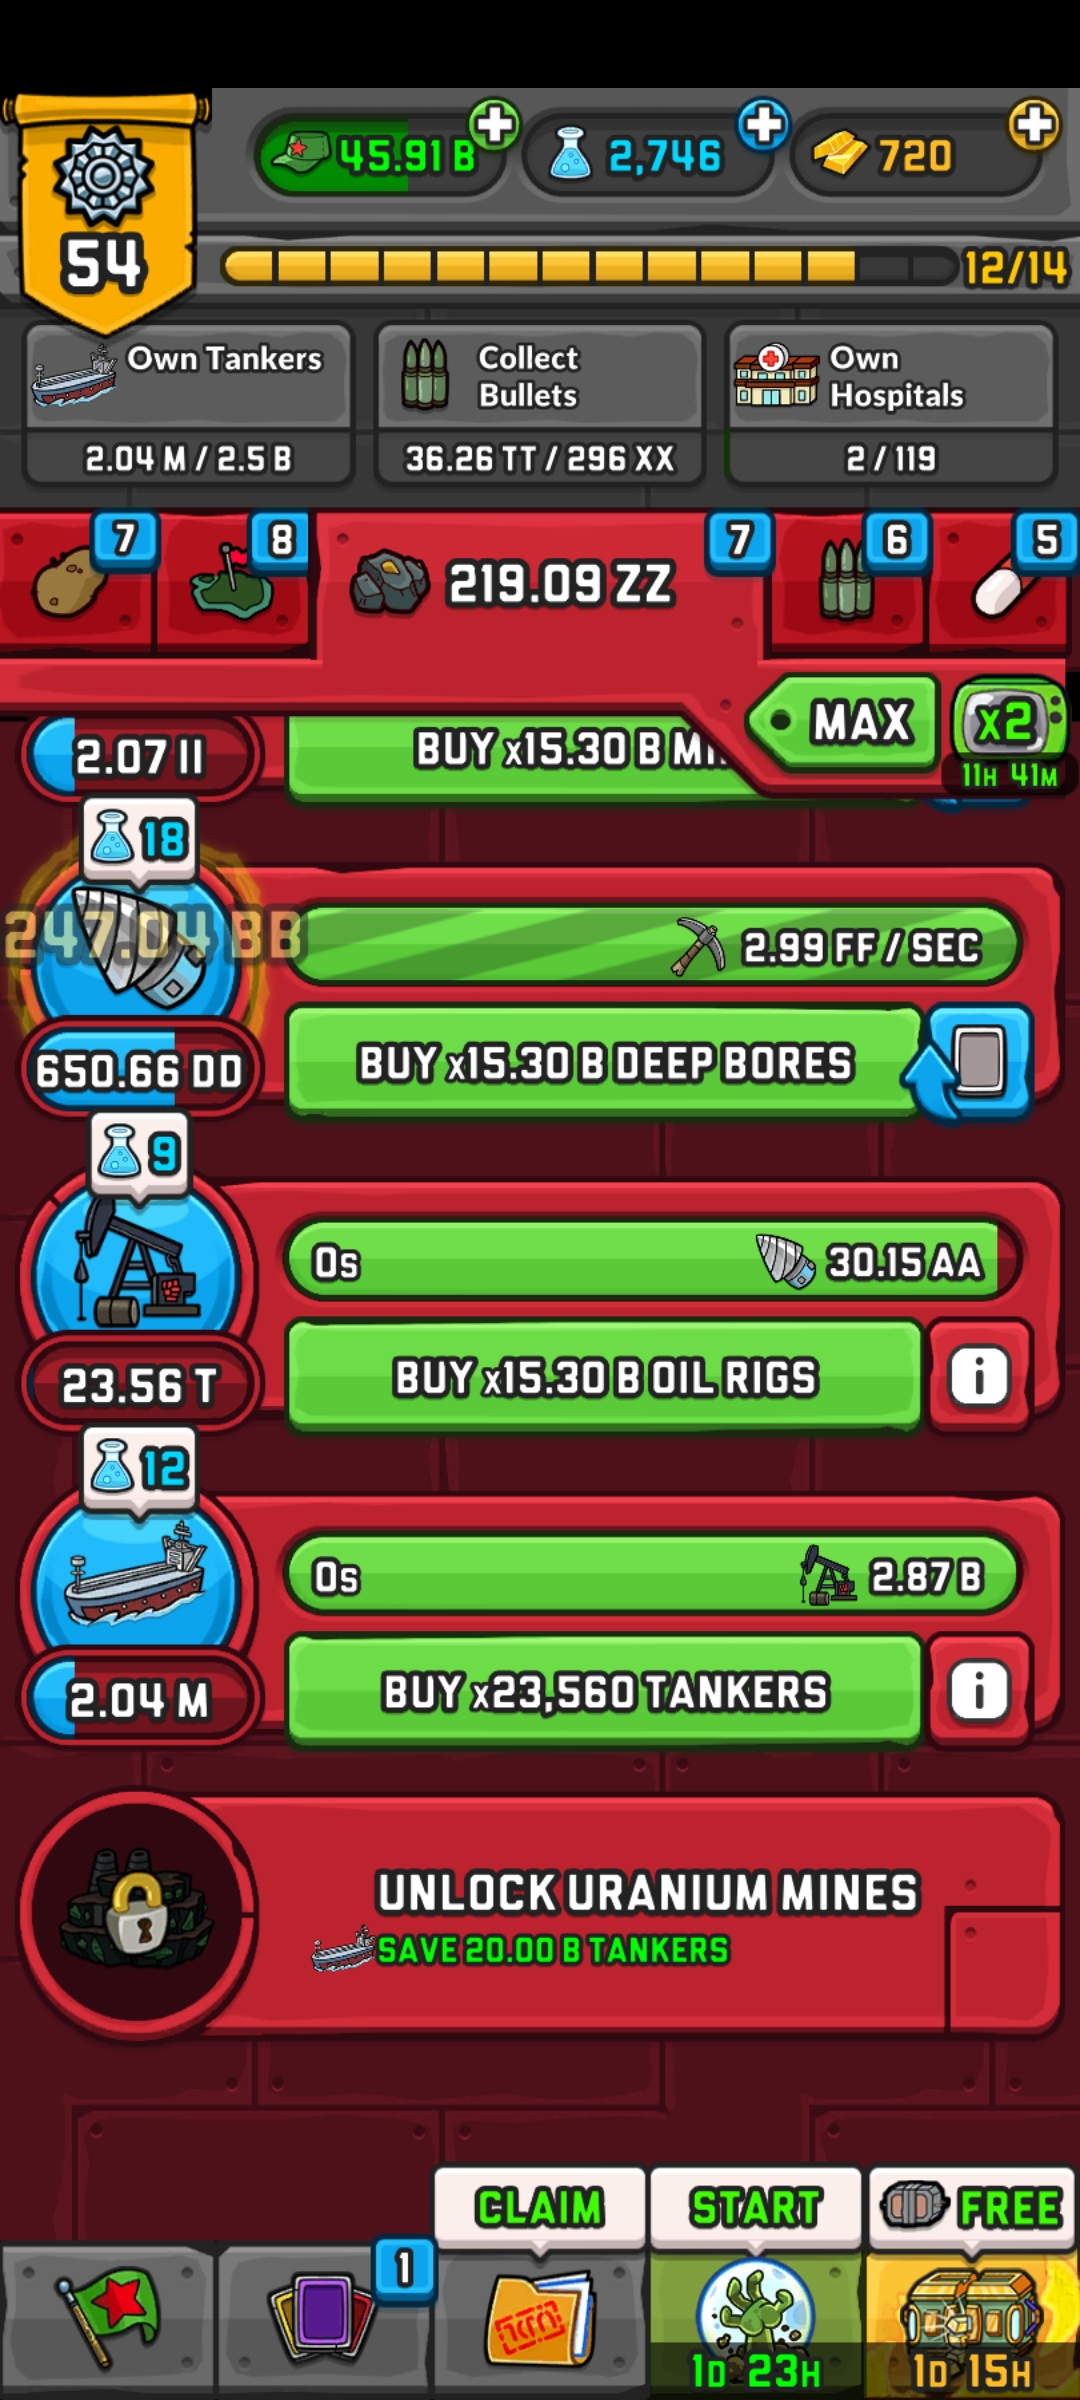 54
45.91 B
2,746
720
12/14
Own Tankers
2.04 M / 2.5 B
Collect
Bullets
36.26 TT / 296 XX
Own
Hospitals
2 / 119
7
8
219.09 ZZ
7
6
5
MAX
x2
11H 41M
2.07 II
BUY x15.30 B MI
18
247.04 BB
2.99 FF / SEC
650.66 DD
BUY x15.30 B DEEP BORES
9
0s
30.15 AA
23.56 T
BUY x15.30 B OIL RIGS
i
12
0s
2.87 B
2.04 M
BUY x23,560 TANKERS
i
UNLOCK URANIUM MINES
SAVE 20.00 B TANKERS
CLAIM
START
FREE
1
1D 23H
1D 15H